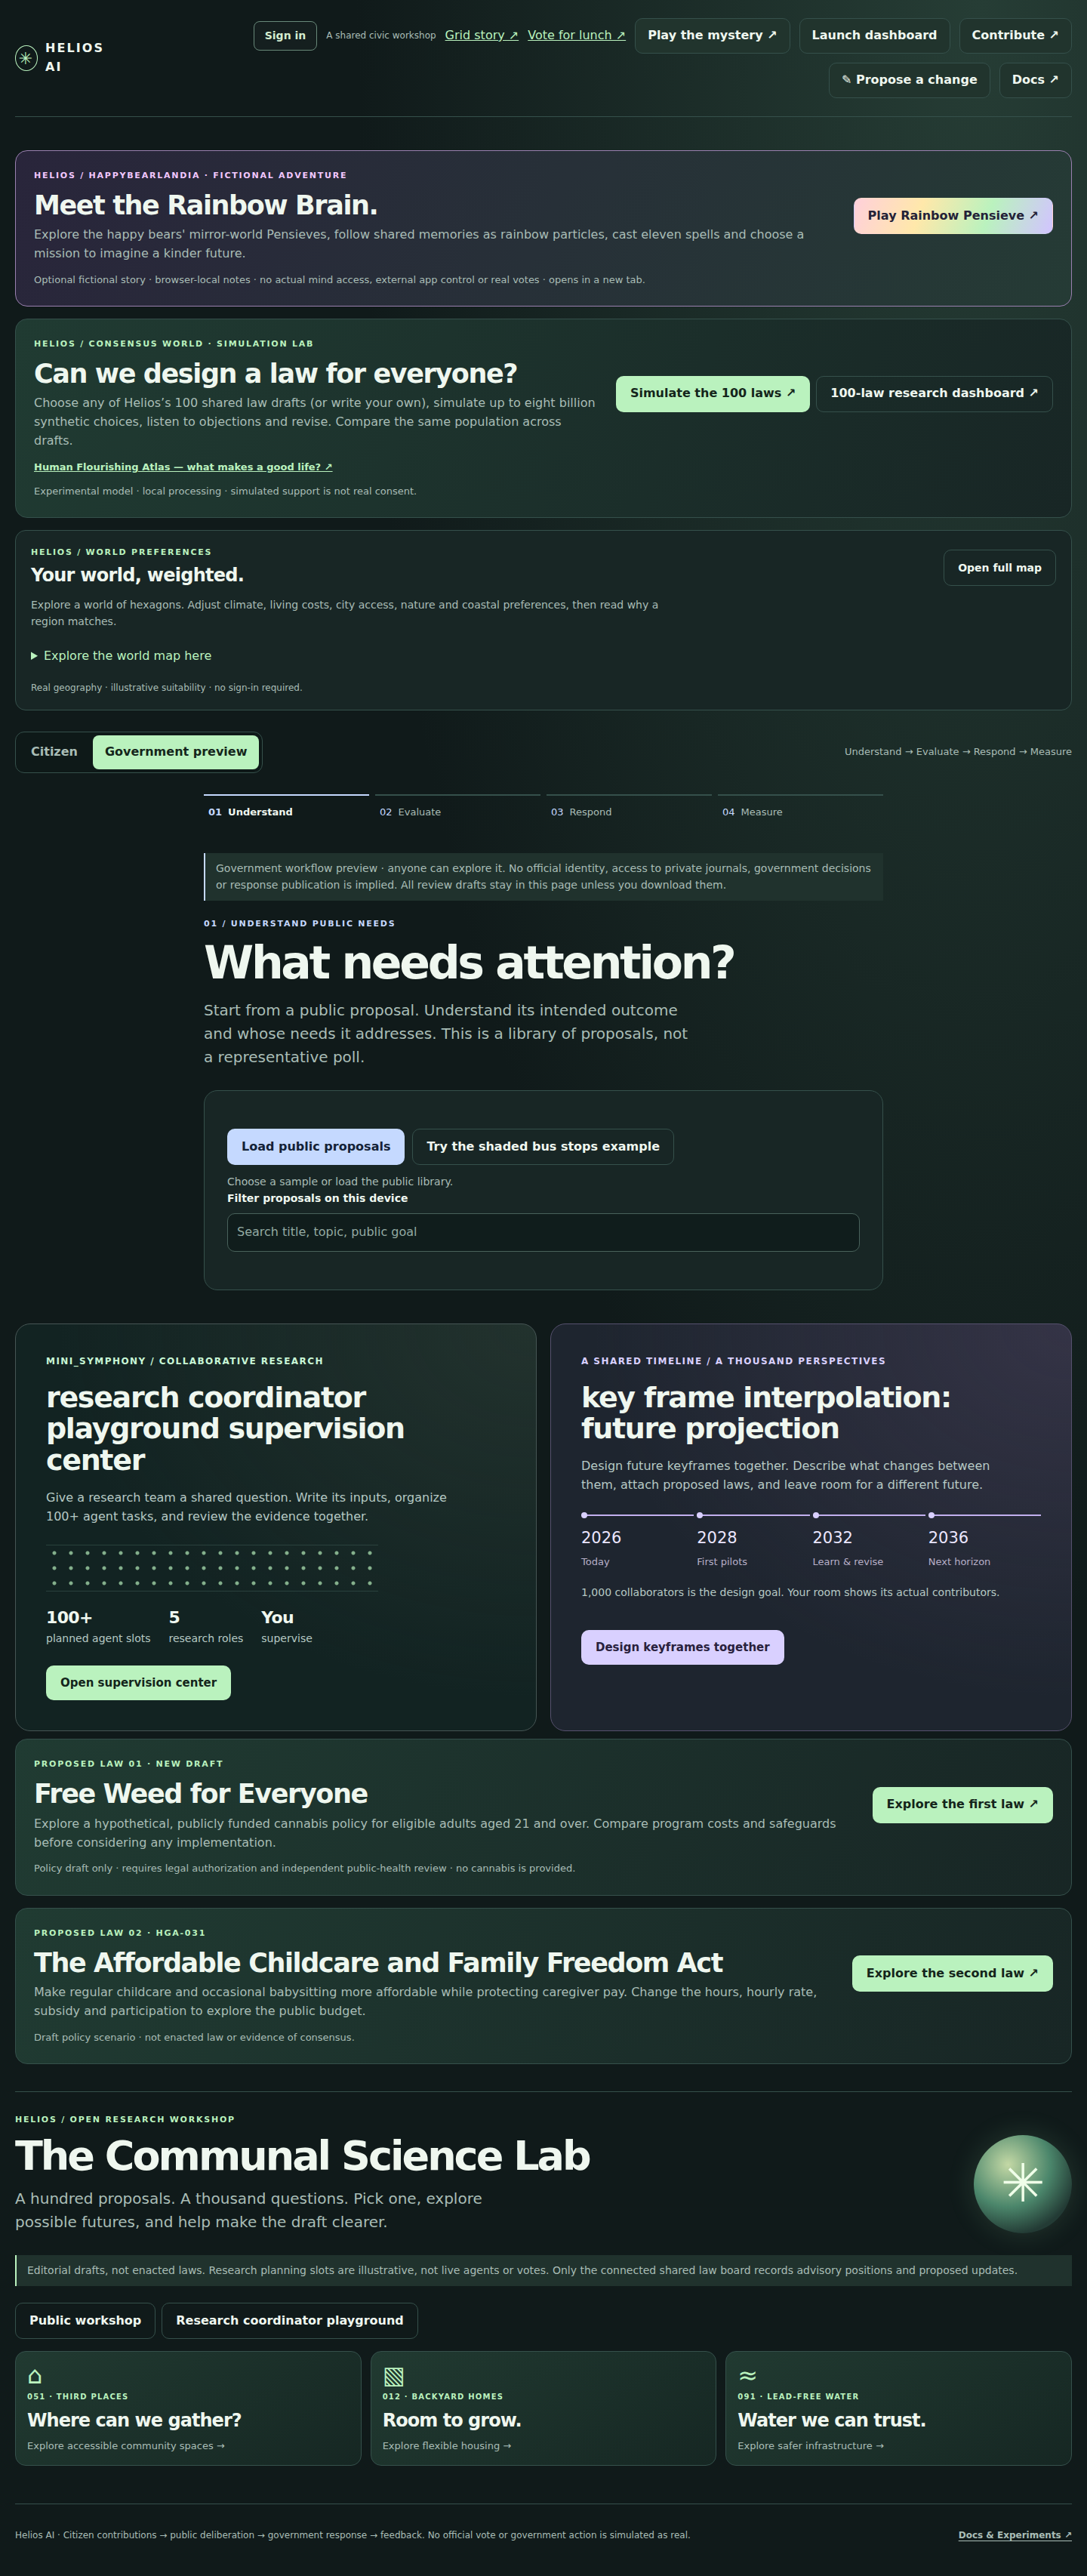 HELIOS
AI
Sign in
A shared civic workshop
Grid story ↗
Vote for lunch ↗
Play the mystery ↗
Launch dashboard
Contribute ↗
✎ Propose a change
Docs ↗
HELIOS / HAPPYBEARLANDIA · FICTIONAL ADVENTURE
Meet the Rainbow Brain.
Explore the happy bears' mirror-world Pensieves, follow shared memories as rainbow particles, cast eleven spells and choose a
mission to imagine a kinder future.
Optional fictional story · browser-local notes · no actual mind access, external app control or real votes · opens in a new tab.
Play Rainbow Pensieve ↗
HELIOS / CONSENSUS WORLD · SIMULATION LAB
Can we design a law for everyone?
Choose any of Helios’s 100 shared law drafts (or write your own), simulate up to eight billion
synthetic choices, listen to objections and revise. Compare the same population across
drafts.
Human Flourishing Atlas — what makes a good life? ↗
Experimental model · local processing · simulated support is not real consent.
Simulate the 100 laws ↗
100-law research dashboard ↗
HELIOS / WORLD PREFERENCES
Your world, weighted.
Explore a world of hexagons. Adjust climate, living costs, city access, nature and coastal preferences, then read why a
region matches.
Explore the world map here
Real geography · illustrative suitability · no sign-in required.
Open full map
Citizen
Government preview
Understand → Evaluate → Respond → Measure
01 Understand
02 Evaluate
03 Respond
04 Measure
Government workflow preview · anyone can explore it. No official identity, access to private journals, government decisions
or response publication is implied. All review drafts stay in this page unless you download them.
01 / UNDERSTAND PUBLIC NEEDS
What needs attention?
Start from a public proposal. Understand its intended outcome
and whose needs it addresses. This is a library of proposals, not
a representative poll.
Load public proposals
Try the shaded bus stops example
Choose a sample or load the public library.
Filter proposals on this device
Search title, topic, public goal
MINI_SYMPHONY / COLLABORATIVE RESEARCH
research coordinator
playground supervision
center
Give a research team a shared question. Write its inputs, organize
100+ agent tasks, and review the evidence together.
100+
planned agent slots
5
research roles
You
supervise
Open supervision center
A SHARED TIMELINE / A THOUSAND PERSPECTIVES
key frame interpolation:
future projection
Design future keyframes together. Describe what changes between
them, attach proposed laws, and leave room for a different future.
2026
Today
2028
First pilots
2032
Learn & revise
2036
Next horizon
1,000 collaborators is the design goal. Your room shows its actual contributors.
Design keyframes together
PROPOSED LAW 01 · NEW DRAFT
Free Weed for Everyone
Explore a hypothetical, publicly funded cannabis policy for eligible adults aged 21 and over. Compare program costs and safeguards
before considering any implementation.
Policy draft only · requires legal authorization and independent public-health review · no cannabis is provided.
Explore the first law ↗
PROPOSED LAW 02 · HGA-031
The Affordable Childcare and Family Freedom Act
Make regular childcare and occasional babysitting more affordable while protecting caregiver pay. Change the hours, hourly rate,
subsidy and participation to explore the public budget.
Draft policy scenario · not enacted law or evidence of consensus.
Explore the second law ↗
HELIOS / OPEN RESEARCH WORKSHOP
The Communal Science Lab
A hundred proposals. A thousand questions. Pick one, explore
possible futures, and help make the draft clearer.
Editorial drafts, not enacted laws. Research planning slots are illustrative, not live agents or votes. Only the connected shared law board records advisory positions and proposed updates.
Public workshop
Research coordinator playground
051 · THIRD PLACES
Where can we gather?
Explore accessible community spaces →
012 · BACKYARD HOMES
Room to grow.
Explore flexible housing →
091 · LEAD-FREE WATER
Water we can trust.
Explore safer infrastructure →
Helios AI · Citizen contributions → public deliberation → government response → feedback. No official vote or government action is simulated as real.
Docs & Experiments ↗